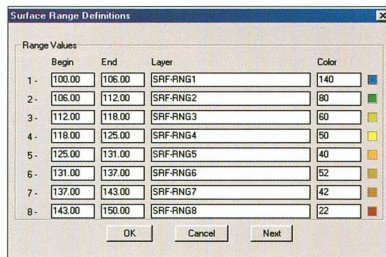 Surface Range Definitions
Range Values
Begin End Layer Color
1 - 100.00 106.00 SRF-RNG1 140
2 - 106.00 112.00 SRF-RNG2 80
3 - 112.00 118.00 SRF-RNG3 60
4 - 118.00 125.00 SRF-RNG4 50
5 - 125.00 131.00 SRF-RNG5 40
6 - 131.00 137.00 SRF-RNG6 52
7 - 137.00 143.00 SRF-RNG7 42
8 - 143.00 150.00 SRF-RNG8 22
OK Cancel Next